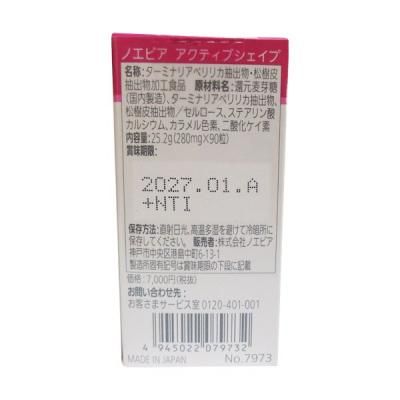 ノエビア アクティブシェイプ
名称:ターミナリアベリリカ抽出物・松樹皮
抽出物加工食品 原材料名:還元麦芽糖
(国内製造)、ターミナリアベリリカ抽出物、
松樹皮抽出物／セルロース、ステアリン酸
カルシウム、カラメル色素、二酸化ケイ素
内容量:25.2g(280mg×90粒)
賞味期限:
2027.01.A
+NTI
保存方法:直射日光、高温多湿を避けて冷暗所に
保存してください。 販売者:株式会社ノエビア
神戸市中央区港島中町6-13-1
製造所固有記号は賞味期限の下段に記載
価格:7,000円(税抜)
お問い合わせ先:
お客さまサービス室 0120-401-001
4 945022 079732
MADE IN JAPAN No.7973